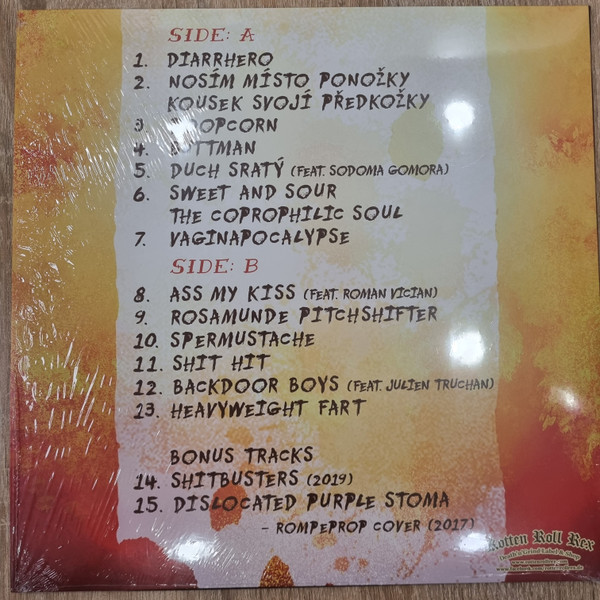 SIDE: A
1. DIARRHERO
2. NOSÍM MÍSTO PONOŽKY
KOUSEK SVOJÍ PŘEDKOŽKY
3. POOPCORN
4. BUTTMAN
5. DUCH SRATÝ (FEAT. SODOMA GOMORA)
6. SWEET AND SOUR
THE COPROPHILIC SOUL
7. VAGINAPOCALYPSE
SIDE: B
8. ASS MY KISS (FEAT. ROMAN VICIAN)
9. ROSAMUNDE PITCHSHIFTER
10. SPERMUSTACHE
11. SHIT HIT
12. BACKDOOR BOYS (FEAT. JULIEN TRUCHAN)
13. HEAVYWEIGHT FART
BONUS TRACKS
14. SHITBUSTERS (2019)
15. DISLOCATED PURPLE STOMA
- ROMPEPROP COVER (2017)
Rotten Roll Rex